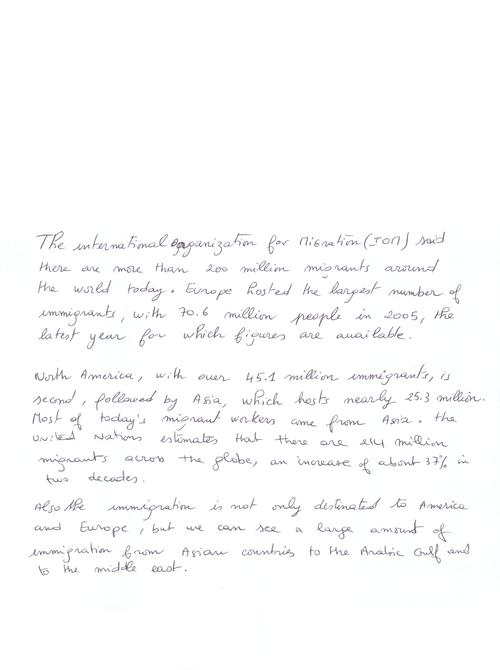 The international Organization for Migration (IOM) said
there are more than 200 million migrants around
the world today. Europe hosted the largest number of
immigrants, with 70.6 million people in 2005, the
latest year for which figures are available.
North America, with over 45.1 million immigrants, is
second, followed by Asia, which hosts nearly 25.3 million.
Most of today's migrant workers come from Asia. the
United Nations estimates that there are 214 million
migrants across the globe, an increase of about 37% in
two decades.
Also the immigration is not only destinated to America
and Europe, but we can see a large amount of
immigration from Asian countries to the Arabic Gulf and
to the middle east.